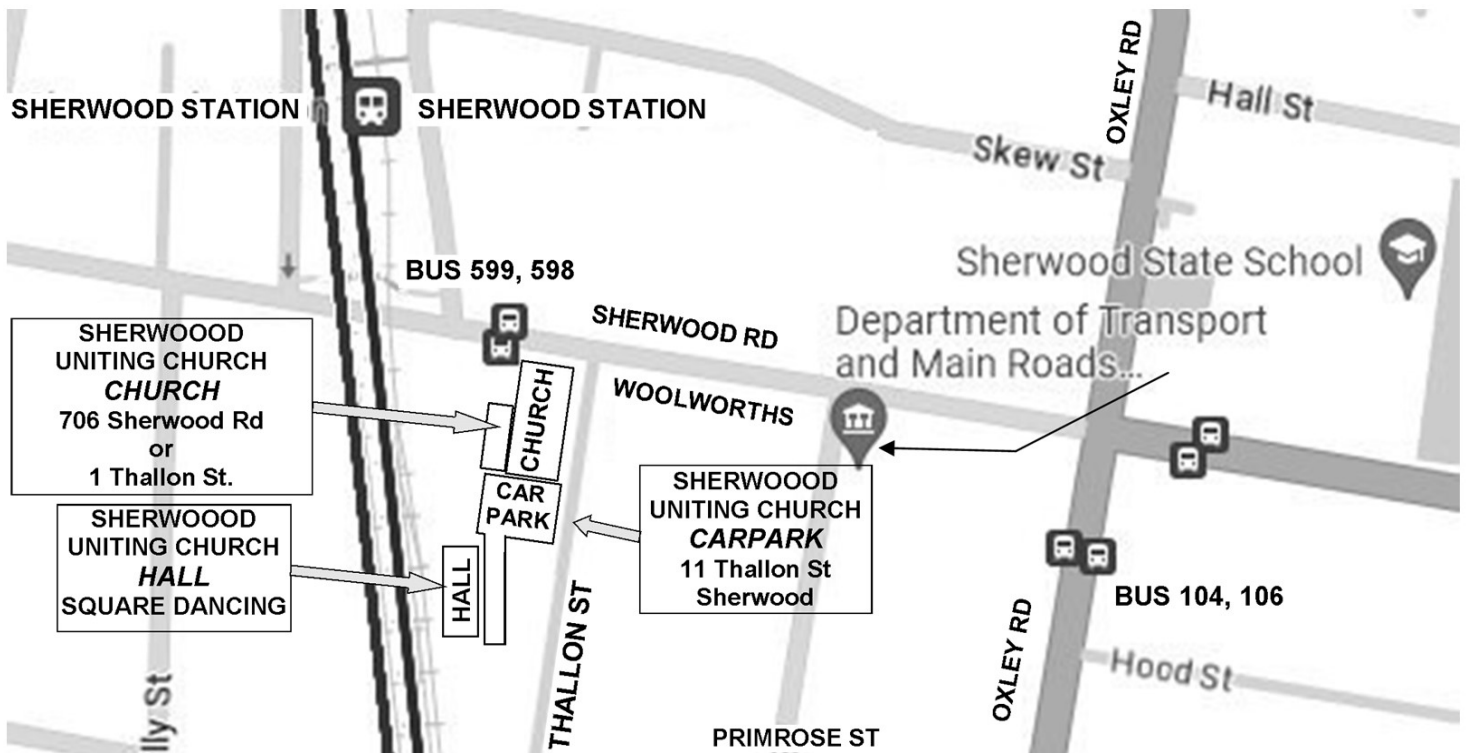 OXLEY RD
Hall St
SHERWOOD STATION
SHERWOOD STATION
Skew St
Sherwood State School
BUS 599, 598
SHERWOOD RD
Department of Transport
and Main Roads...
SHERWOOOD
UNITING CHURCH
CHURCH
706 Sherwood Rd
or
1 Thallon St.
CHURCH
WOOLWORTHS
CAR
PARK
SHERWOOOD
UNITING CHURCH
CARPARK
11 Thallon St
Sherwood
SHERWOOOD
UNITING CHURCH
HALL
SQUARE DANCING
HALL
THALLON ST
BUS 104, 106
OXLEY RD
Hood St
lly St
PRIMROSE ST